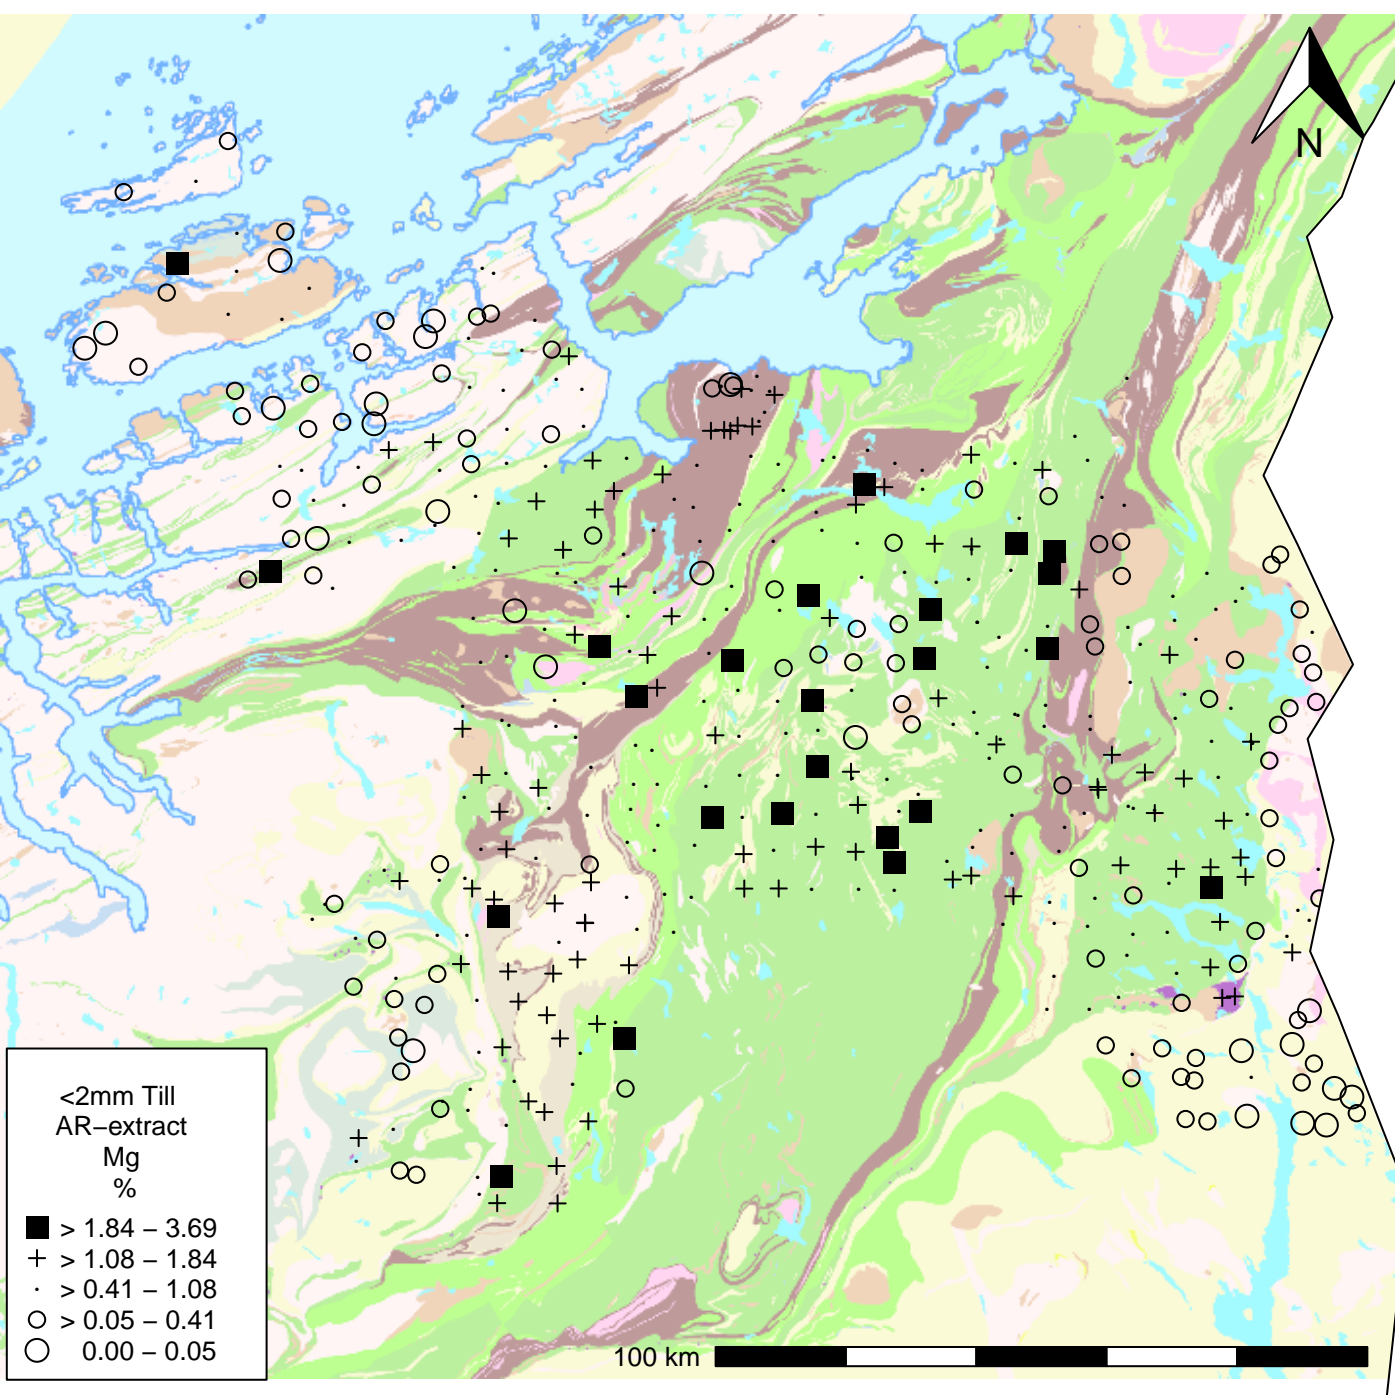 N
<2mm Till
AR−extract
Mg
%
> 1.84 − 3.69
> 1.08 − 1.84
> 0.41 − 1.08
> 0.05 − 0.41
0.00 − 0.05
100 km